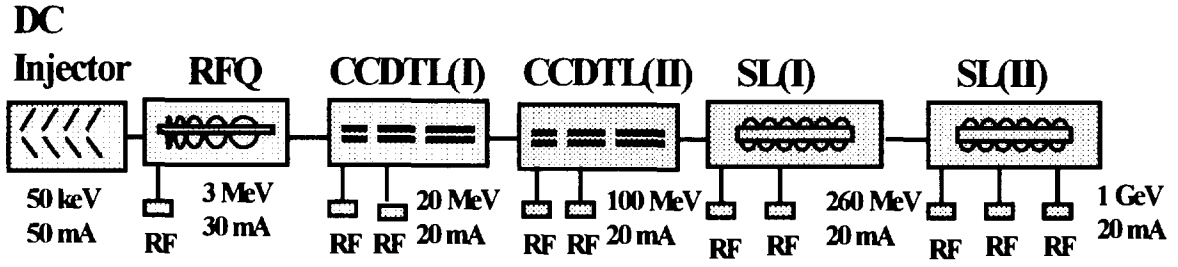 DC
Injector RFQ CCDTL(I) CCDTL(II) SL(I) SL(II)
50 keV 3 MeV 20 MeV 100 MeV 260 MeV 1 GeV
50 mA 30 mA 20 mA 20 mA 20 mA 20 mA
RF RF RF RF RF RF RF RF RF RF